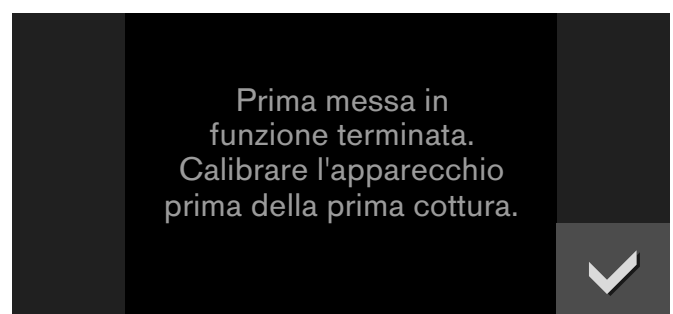 Prima messa in
funzione terminata.
Calibrare l'apparecchio
prima della prima cottura.